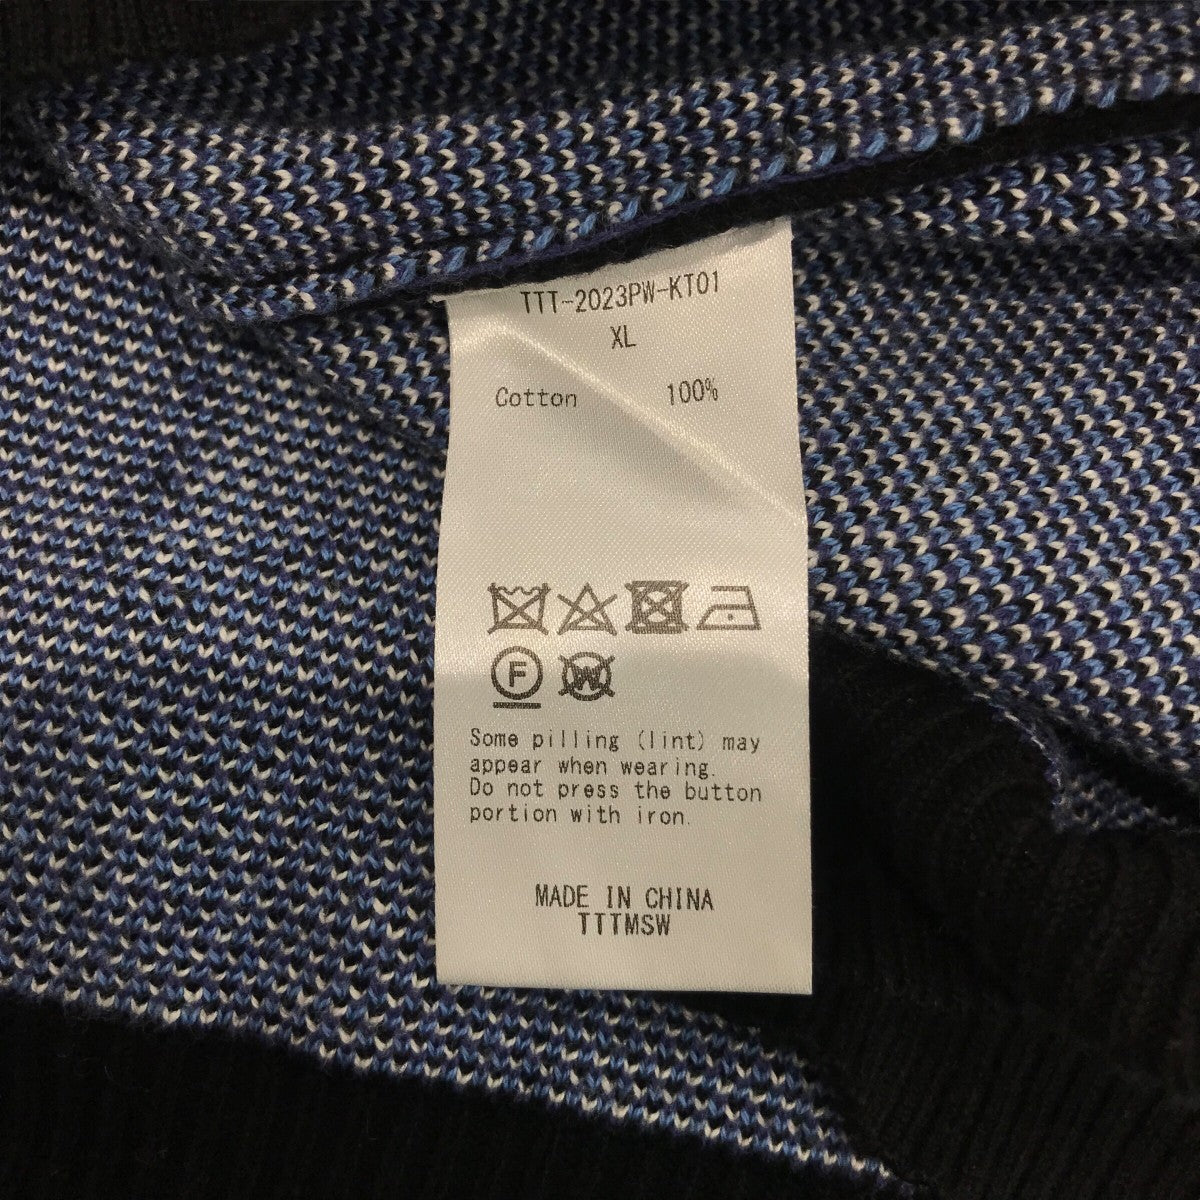 TTT-2023PW-KT01
XL
Cotton 100%
F
W
Some pilling (lint) may
appear when wearing.
Do not press the button
portion with iron.
MADE IN CHINA
TTTMSW